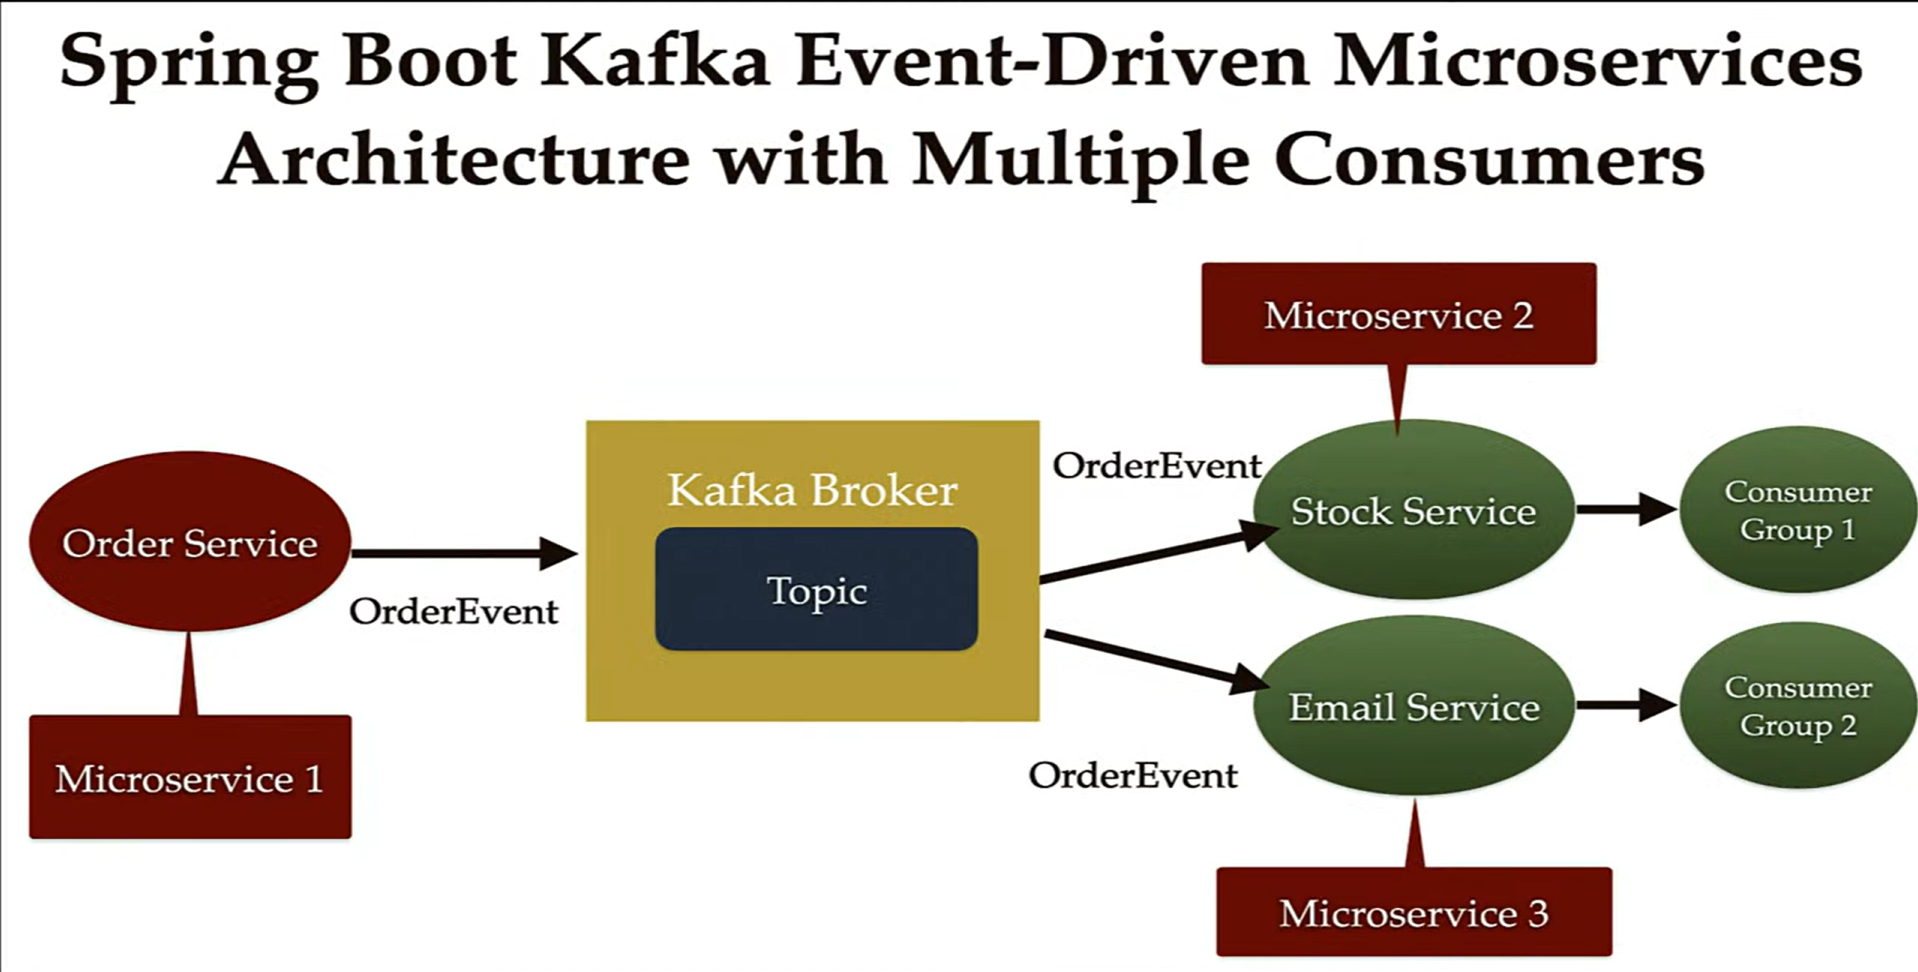 Spring Boot Kafka Event-Driven Microservices
Architecture with Multiple Consumers
Microservice 2
Kafka Broker
OrderEvent
Stock Service
Consumer
Group 1
Order Service
Topic
OrderEvent
Email Service
Consumer
Group 2
Microservice 1
OrderEvent
Microservice 3